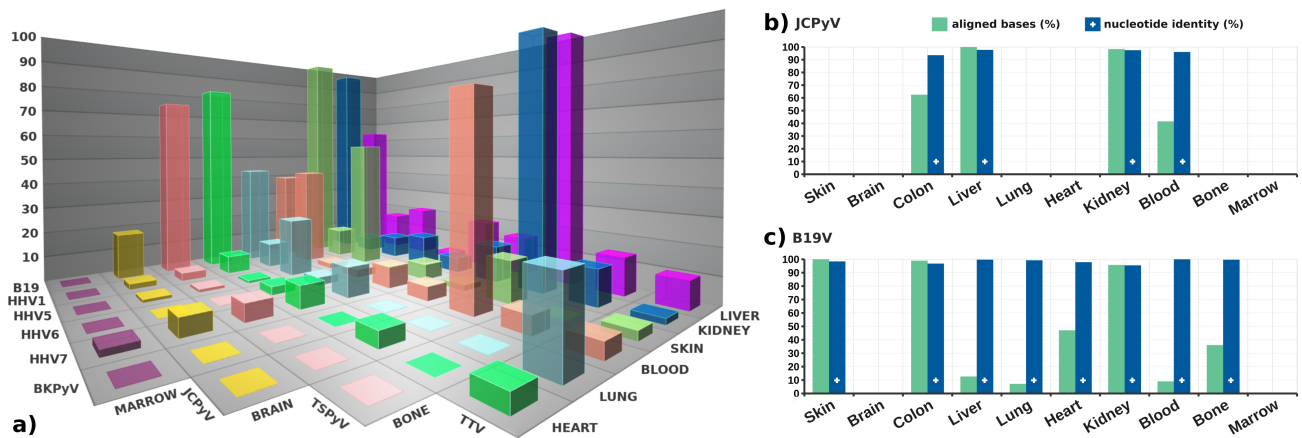 100
90
80
70
60
50
40
30
20
10
B19
HHV1
HHV5
HHV6
HHV7
BKPyV
JCPyV
TSPyV
TTV
MARROW
BRAIN
BONE
HEART
LUNG
BLOOD
SKIN
KIDNEY
LIVER
a)
b) JCPyV
aligned bases (%) nucleotide identity (%)
100
90
80
70
60
50
40
30
20
10
0
Skin Brain Colon Liver Lung Heart Kidney Blood Bone Marrow
c) B19V
100
90
80
70
60
50
40
30
20
10
0
Skin Brain Colon Liver Lung Heart Kidney Blood Bone Marrow